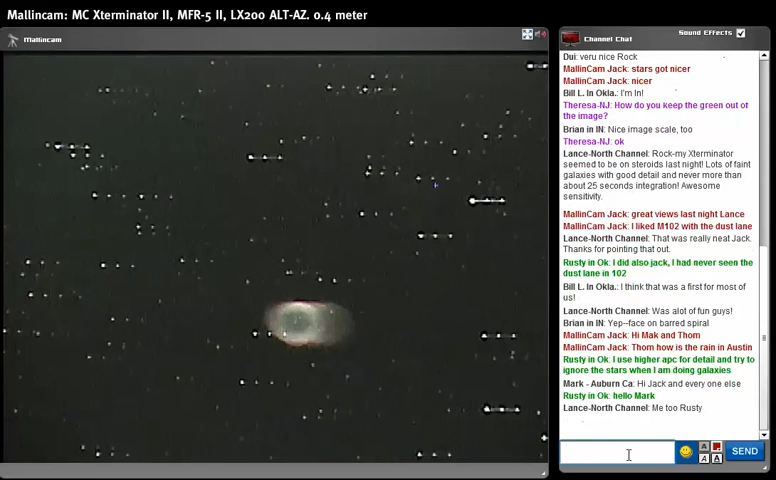 Mallincam: MC Xterminator II, MFR-5 II, LX200 ALT-AZ. 0.4 meter
Mallincam
Channel Chat
Sound Effects
Dui: veru nice Rock
MallinCam Jack: stars got nicer
MallinCam Jack: nicer
Bill L. In Okla.: I'm In!
Theresa-NJ: How do you keep the green out of
the image?
Brian in IN: Nice image scale, too
Theresa-NJ: ok
Lance-North Channel: Rock-my Xterminator
seemed to be on steroids last night! Lots of faint
galaxies with good detail and never more than
about 25 seconds integration! Awesome
sensitivity.
MallinCam Jack: great views last night Lance
MallinCam Jack: I liked M102 with the dust lane
Lance-North Channel: That was really neat Jack.
Thanks for pointing that out.
Rusty in Ok: I did also jack, I had never seen the
dust lane in 102
Bill L. In Okla.: I think that was a first for most of
us!
Lance-North Channel: Was alot of fun guys!
Brian in IN: Yep--face on barred spiral
MallinCam Jack: Hi Mak and Thom
MallinCam Jack: Thom how is the rain in Austin
Rusty in Ok: I use higher apc for detail and try to
ignore the stars when I am doing galaxies
Mark - Auburn Ca: Hi Jack and every one else
Rusty in Ok: hello Mark
Lance-North Channel: Me too Rusty
A
A A
SEND